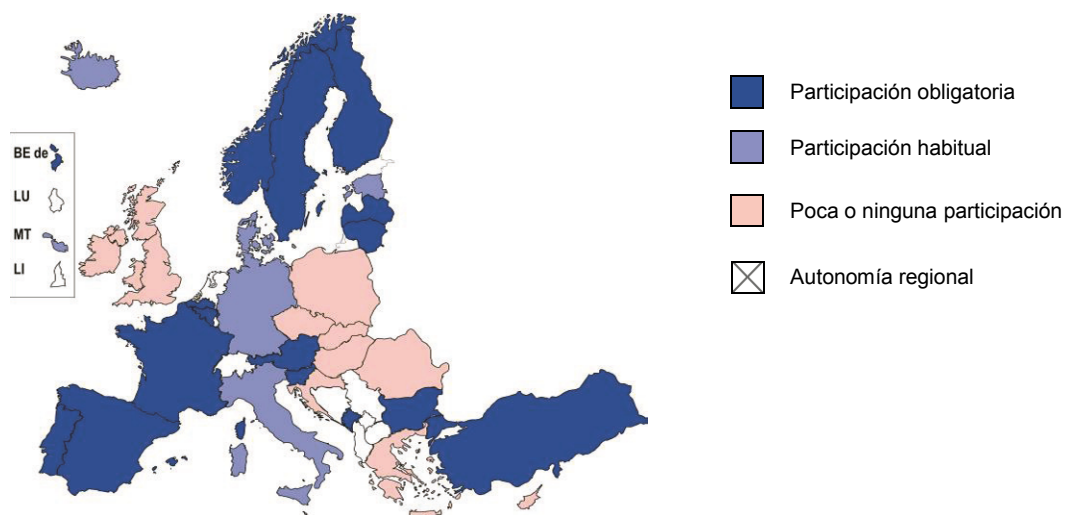 BE de
LU
MT
LI
Participación obligatoria
Participación habitual
Poca o ninguna participación
Autonomía regional